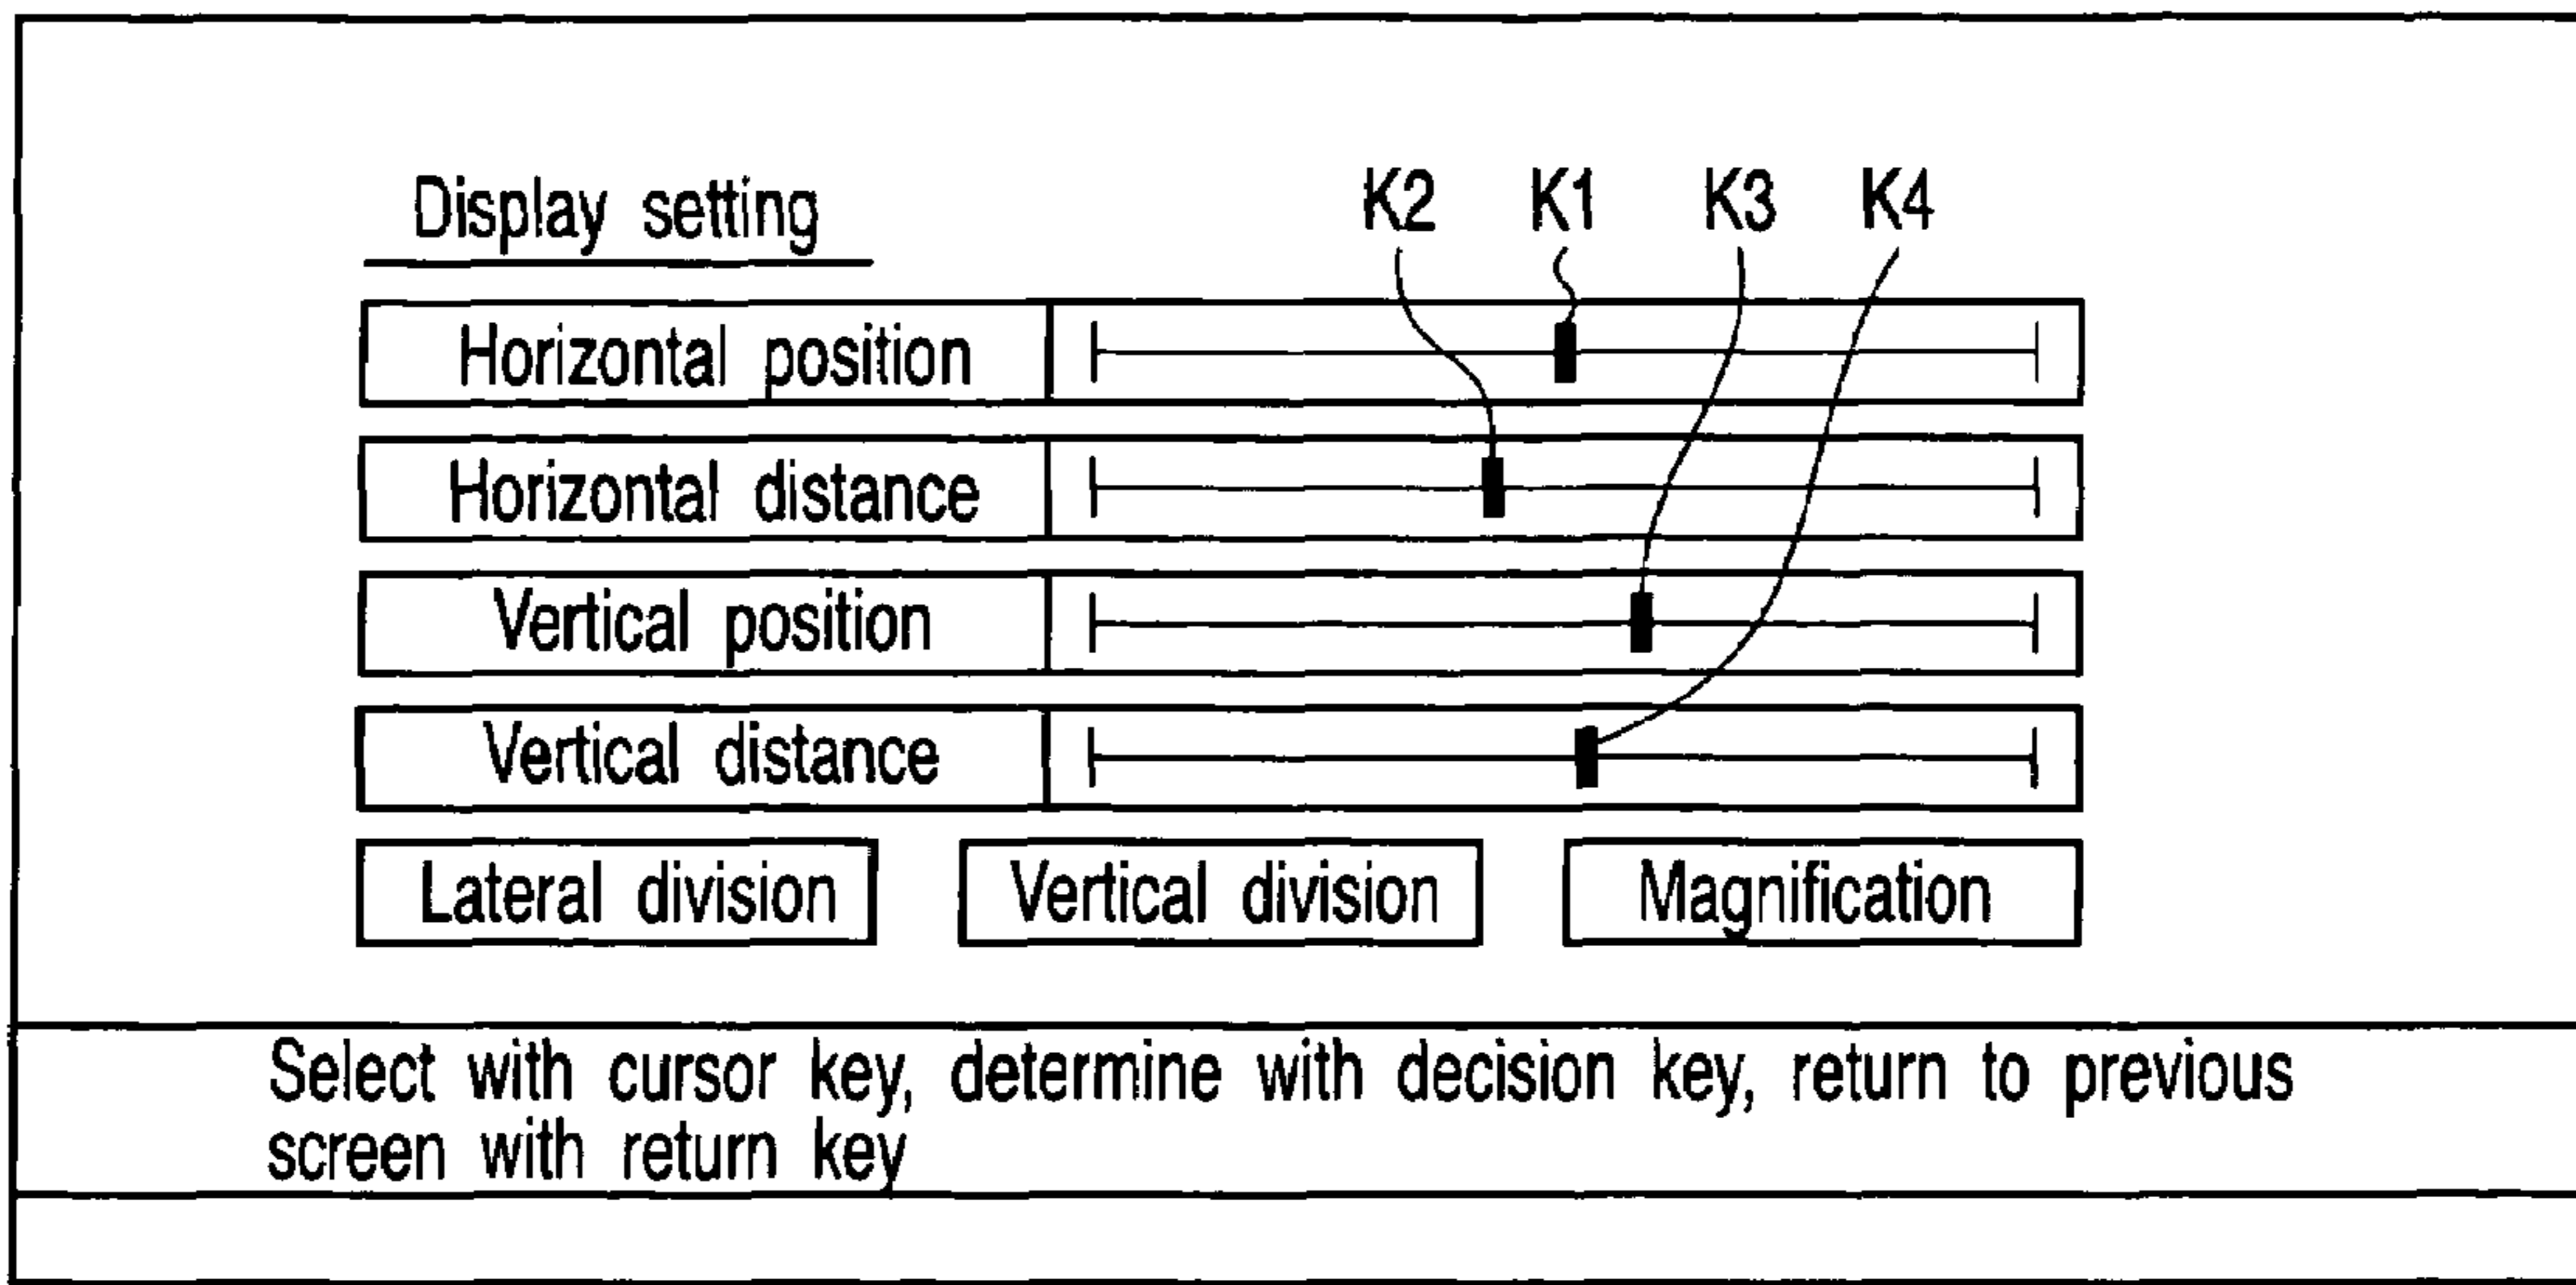 Display setting
K2 K1 K3 K4
Horizontal position
Horizontal distance
Vertical position
Vertical distance
Lateral division Vertical division Magnification
Select with cursor key, determine with decision key, return to previous
screen with return key